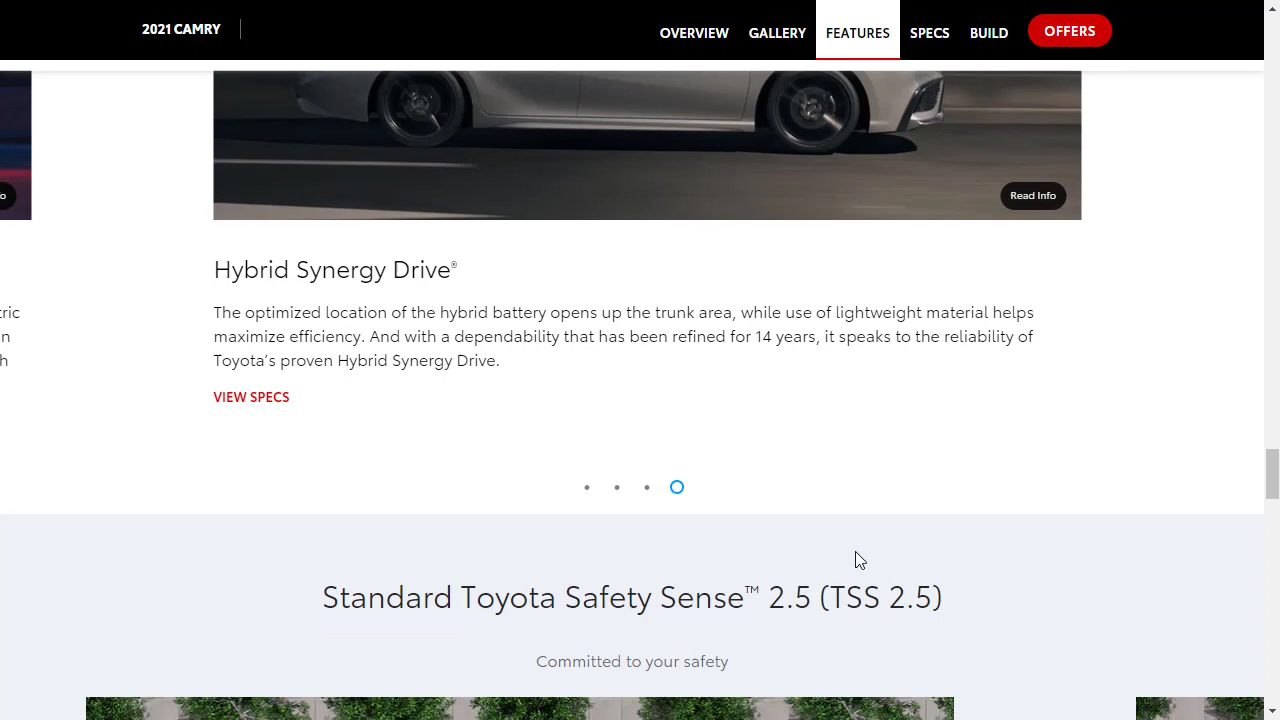 2021 CAMRY
OVERVIEW GALLERY FEATURES SPECS BUILD OFFERS
Read Info
Hybrid Synergy Drive®
The optimized location of the hybrid battery opens up the trunk area, while use of lightweight material helps
maximize efficiency. And with a dependability that has been refined for 14 years, it speaks to the reliability of
Toyota’s proven Hybrid Synergy Drive.
VIEW SPECS
Standard Toyota Safety Sense™ 2.5 (TSS 2.5)
Committed to your safety